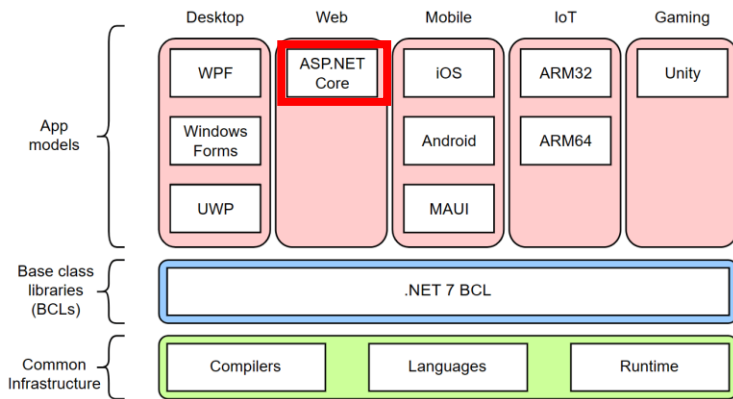 Desktop
Web
Mobile
IoT
Gaming
App
models
WPF
Windows
Forms
UWP
ASP.NET
Core
iOS
Android
MAUI
ARM32
ARM64
Unity
Base class
libraries
(BCLs)
.NET 7 BCL
Common
Infrastructure
Compilers
Languages
Runtime